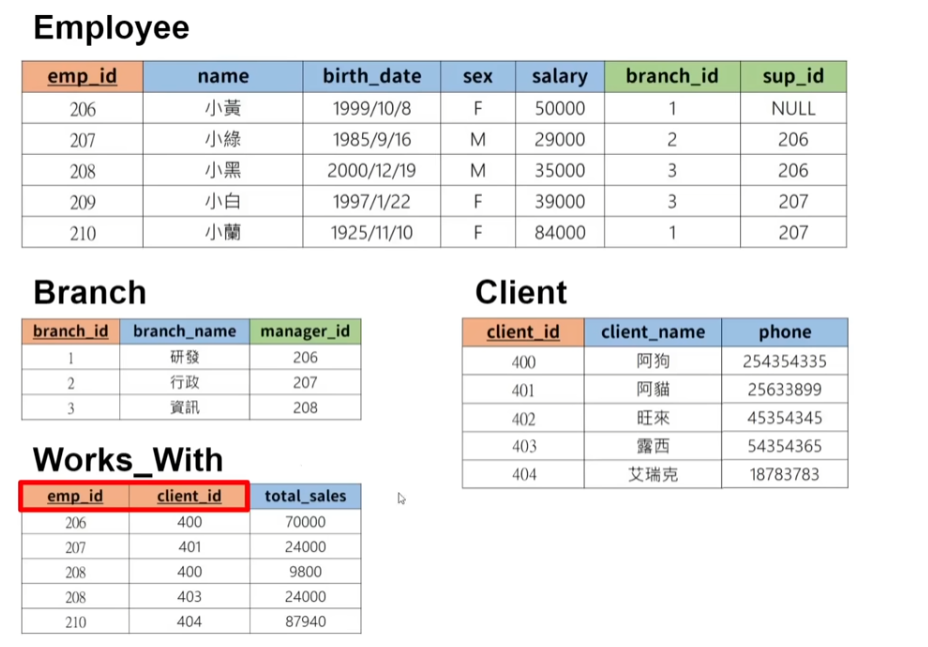 Employee
emp_id name birth_date sex salary branch_id sup_id
206 小黃 1999/10/8 F 50000 1 NULL
207 小綠 1985/9/16 M 29000 2 206
208 小黑 2000/12/19 M 35000 3 206
209 小白 1997/1/22 F 39000 3 207
210 小蘭 1925/11/10 F 84000 1 207
Branch
branch_id branch_name manager_id
1 研發 206
2 行政 207
3 資訊 208
Client
client_id client_name phone
400 阿狗 254354335
401 阿貓 25633899
402 旺來 45354345
403 露西 54354365
404 艾瑞克 18783783
Works_With
emp_id client_id total_sales
206 400 70000
207 401 24000
208 400 9800
208 403 24000
210 404 87940